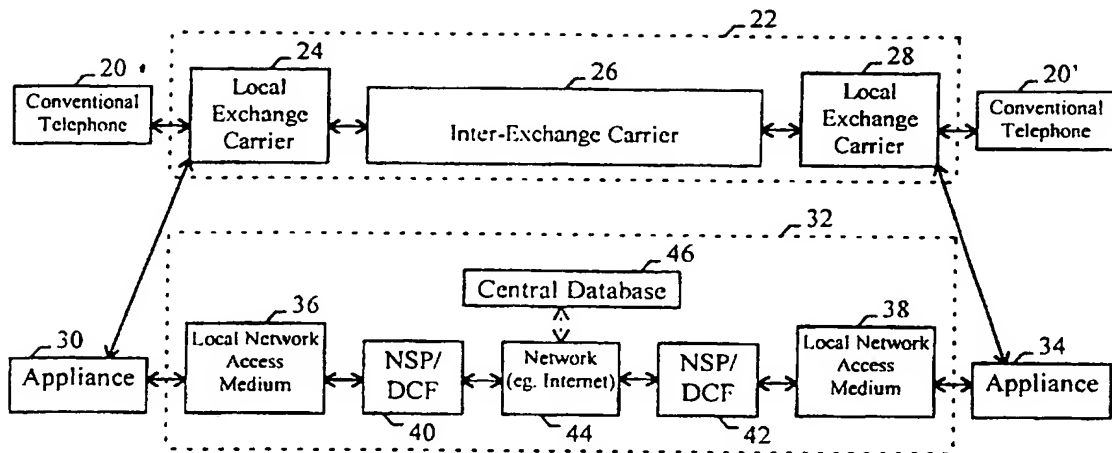 22
20
Conventional
Telephone
24
Local
Exchange
Carrier
26
Inter-Exchange Carrier
28
Local
Exchange
Carrier
20'
Conventional
Telephone
32
46
Central Database
30
Appliance
36
Local Network
Access
Medium
NSP/
DCF
40
Network
(eg. Internet)
44
NSP/
DCF
42
38
Local Network
Access
Medium
34
Appliance